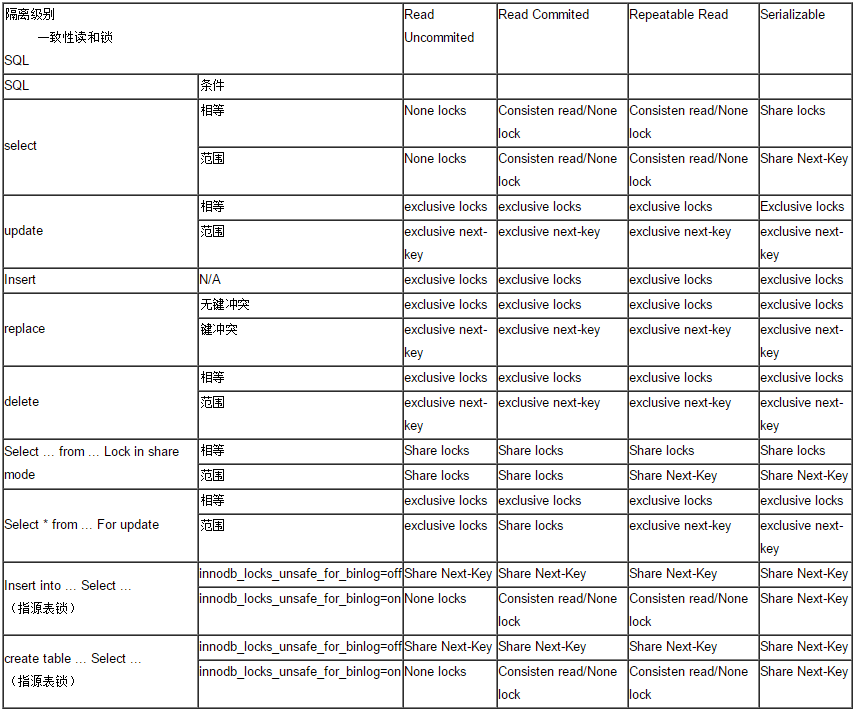 隔离级别 Read Read Commited Repeatable Read Serializable
一致性读和锁 Uncommited
SQL
SQL 条件
select 相等 None locks Consisten read/None Consisten read/None Share locks
lock lock
范围 None locks Consisten read/None Consisten read/None Share Next-Key
lock lock
update 相等 exclusive locks exclusive locks exclusive locks Exclusive locks
范围 exclusive next- exclusive next-key exclusive next-key exclusive next-
key key
Insert N/A exclusive locks exclusive locks exclusive locks exclusive locks
replace 无键冲突 exclusive locks exclusive locks exclusive locks exclusive locks
键冲突 exclusive next- exclusive next-key exclusive next-key exclusive next-
key key
delete 相等 exclusive locks exclusive locks exclusive locks exclusive locks
范围 exclusive next- exclusive next-key exclusive next-key exclusive next-
key key
Select … from … Lock in share 相等 Share locks Share locks Share locks Share locks
mode 范围 Share locks Share locks Share Next-Key Share Next-Key
Select * from … For update 相等 exclusive locks exclusive locks exclusive locks exclusive locks
范围 exclusive locks Share locks exclusive next-key exclusive next-
key
Insert into … Select … innodb_locks_unsafe_for_binlog=off Share Next-Key Share Next-Key Share Next-Key Share Next-Key
（指源表锁） innodb_locks_unsafe_for_binlog=on None locks Consisten read/None Consisten read/None Share Next-Key
lock lock
create table … Select … innodb_locks_unsafe_for_binlog=off Share Next-Key Share Next-Key Share Next-Key Share Next-Key
（指源表锁） innodb_locks_unsafe_for_binlog=on None locks Consisten read/None Consisten read/None Share Next-Key
lock lock